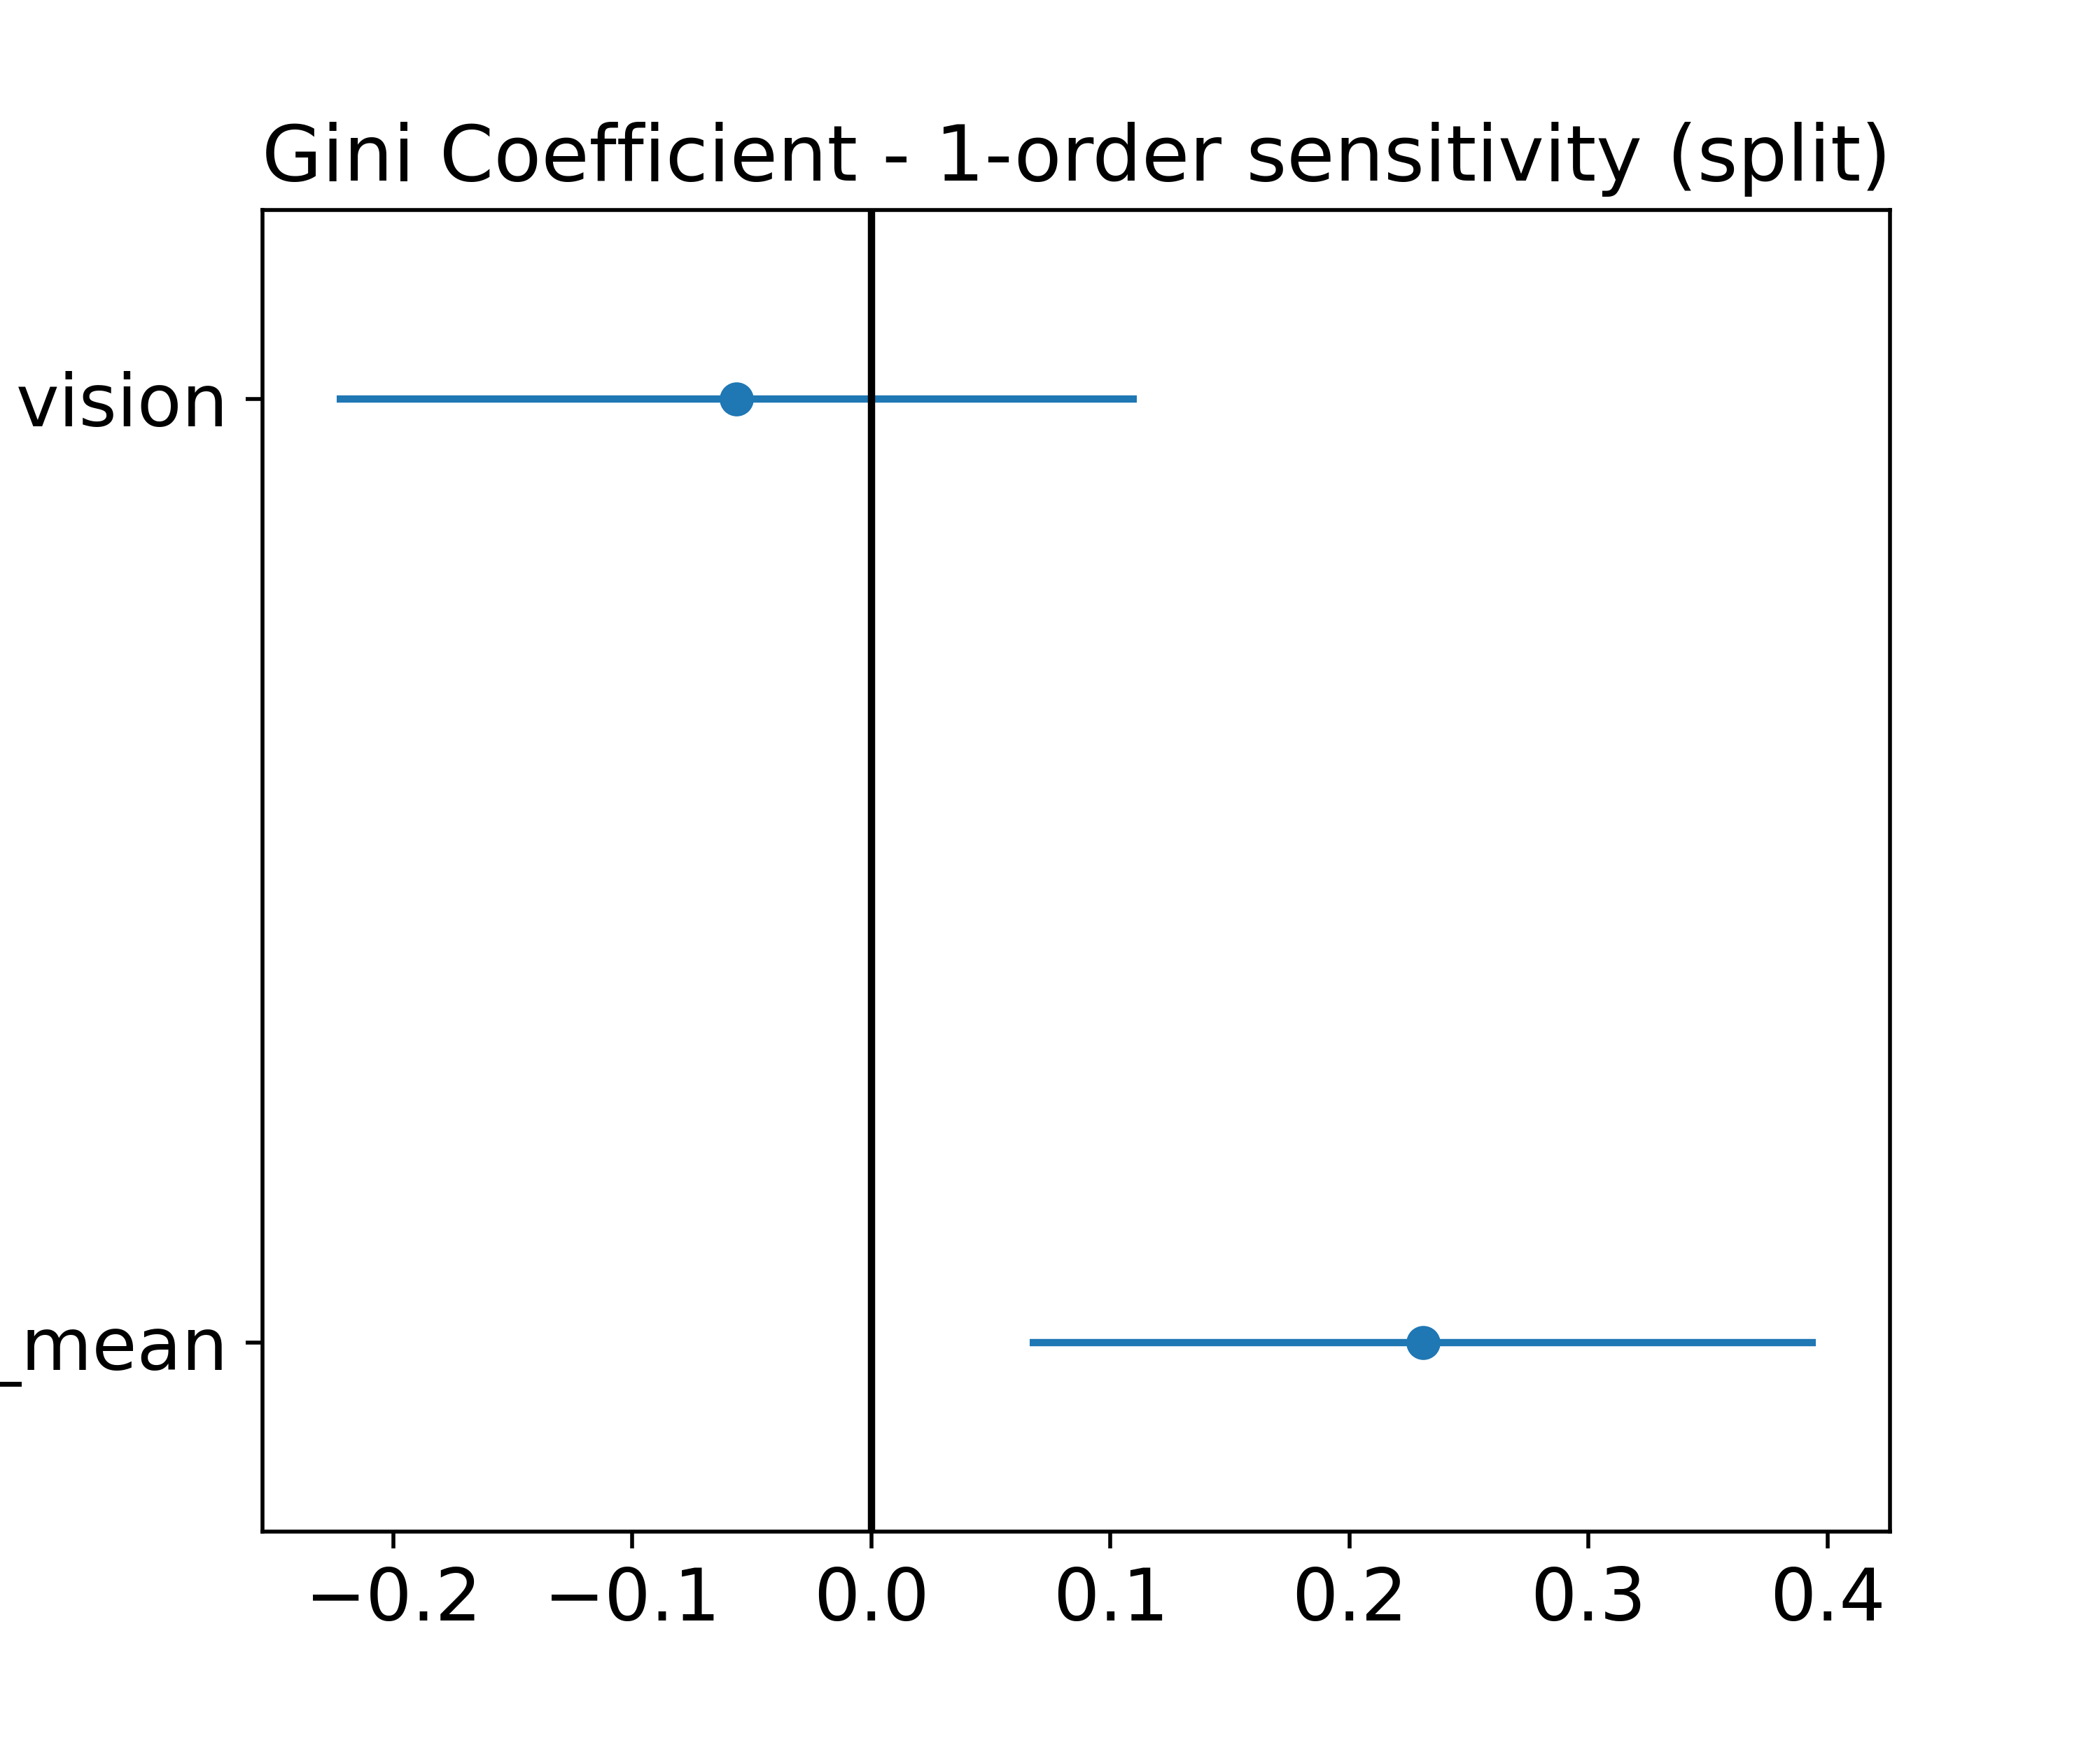 Gini Coefficient - 1-order sensitivity (split)
vision
_mean
−0.2 −0.1 0.0 0.1 0.2 0.3 0.4